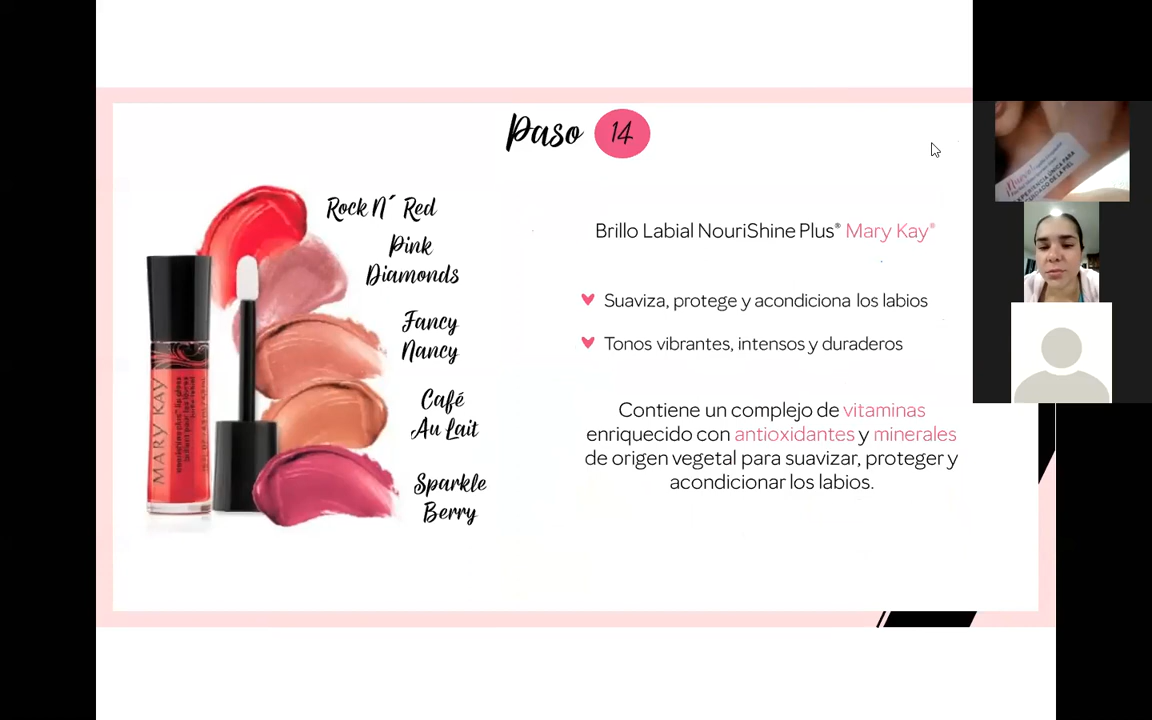 Paso 14
Rock N´ Red
Pink
Diamonds
Fancy
Nancy
Café
Au Lait
Sparkle
Berry
MARY KAY
Brillo Labial NouriShine Plus® Mary Kay®
Suaviza, protege y acondiciona los labios
Tonos vibrantes, intensos y duraderos
Contiene un complejo de vitaminas
enriquecido con antioxidantes y minerales
de origen vegetal para suavizar, proteger y
acondicionar los labios.